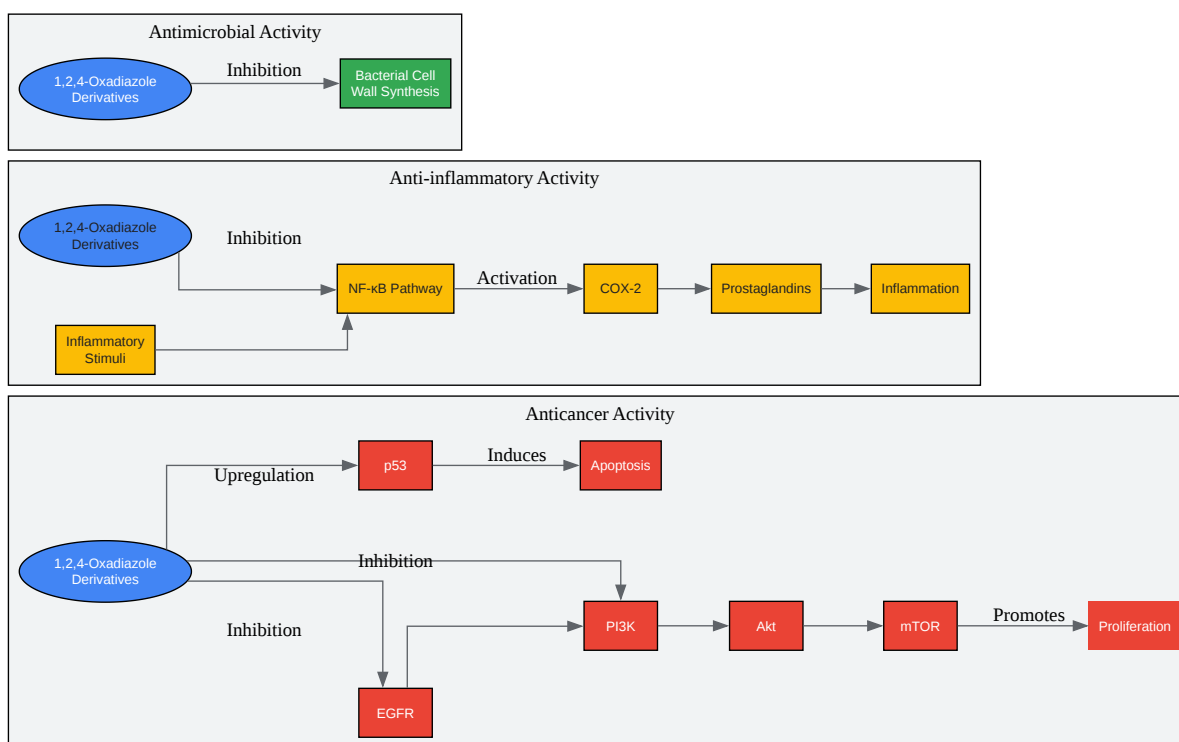 Antimicrobial Activity
1,2,4-Oxadiazole
Derivatives
Inhibition
Bacterial Cell
Wall Synthesis
Anti-inflammatory Activity
1,2,4-Oxadiazole
Derivatives
Inhibition
NF-κB Pathway
Activation
COX-2
Prostaglandins
Inflammation
Inflammatory
Stimuli
Anticancer Activity
p53
Induces
Apoptosis
Upregulation
1,2,4-Oxadiazole
Derivatives
Inhibition
Inhibition
PI3K
Akt
mTOR
Promotes
Proliferation
EGFR